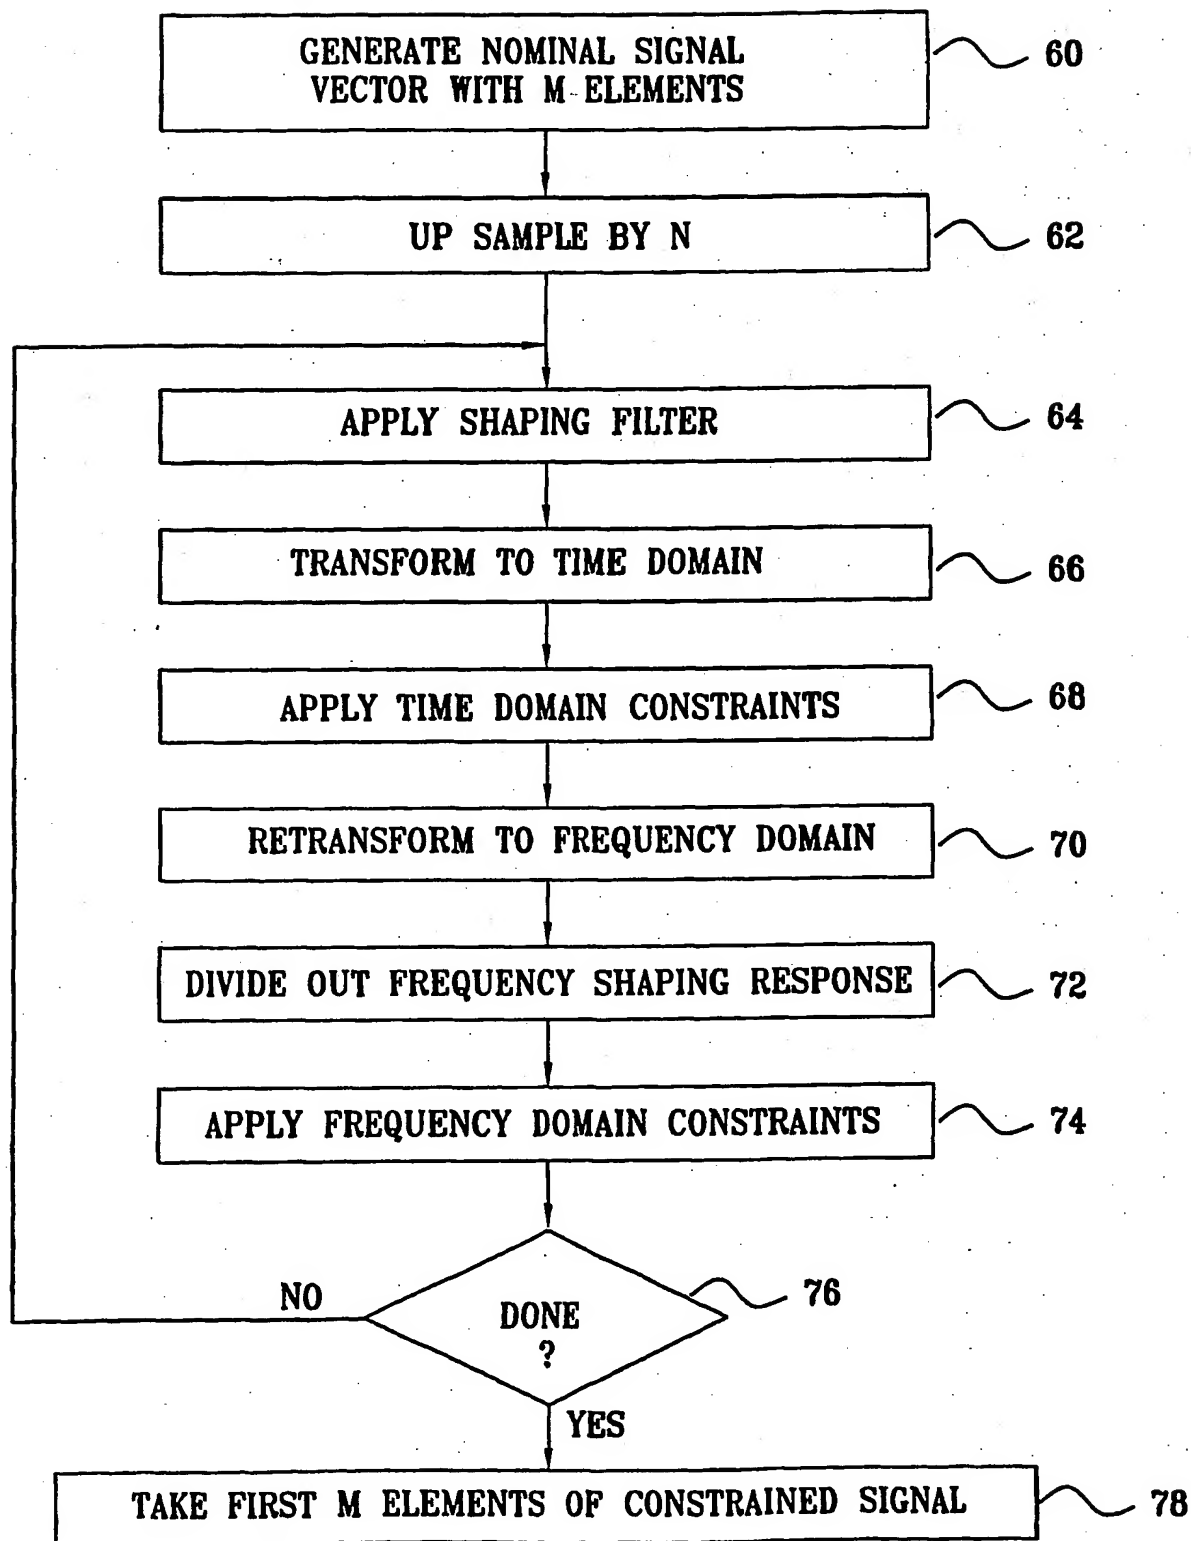 GENERATE NOMINAL SIGNAL
VECTOR WITH M ELEMENTS
60
UP SAMPLE BY N
62
APPLY SHAPING FILTER
64
TRANSFORM TO TIME DOMAIN
66
APPLY TIME DOMAIN CONSTRAINTS
68
RETRANSFORM TO FREQUENCY DOMAIN
70
DIVIDE OUT FREQUENCY SHAPING RESPONSE
72
APPLY FREQUENCY DOMAIN CONSTRAINTS
74
NO
DONE
?
76
YES
TAKE FIRST M ELEMENTS OF CONSTRAINED SIGNAL
78